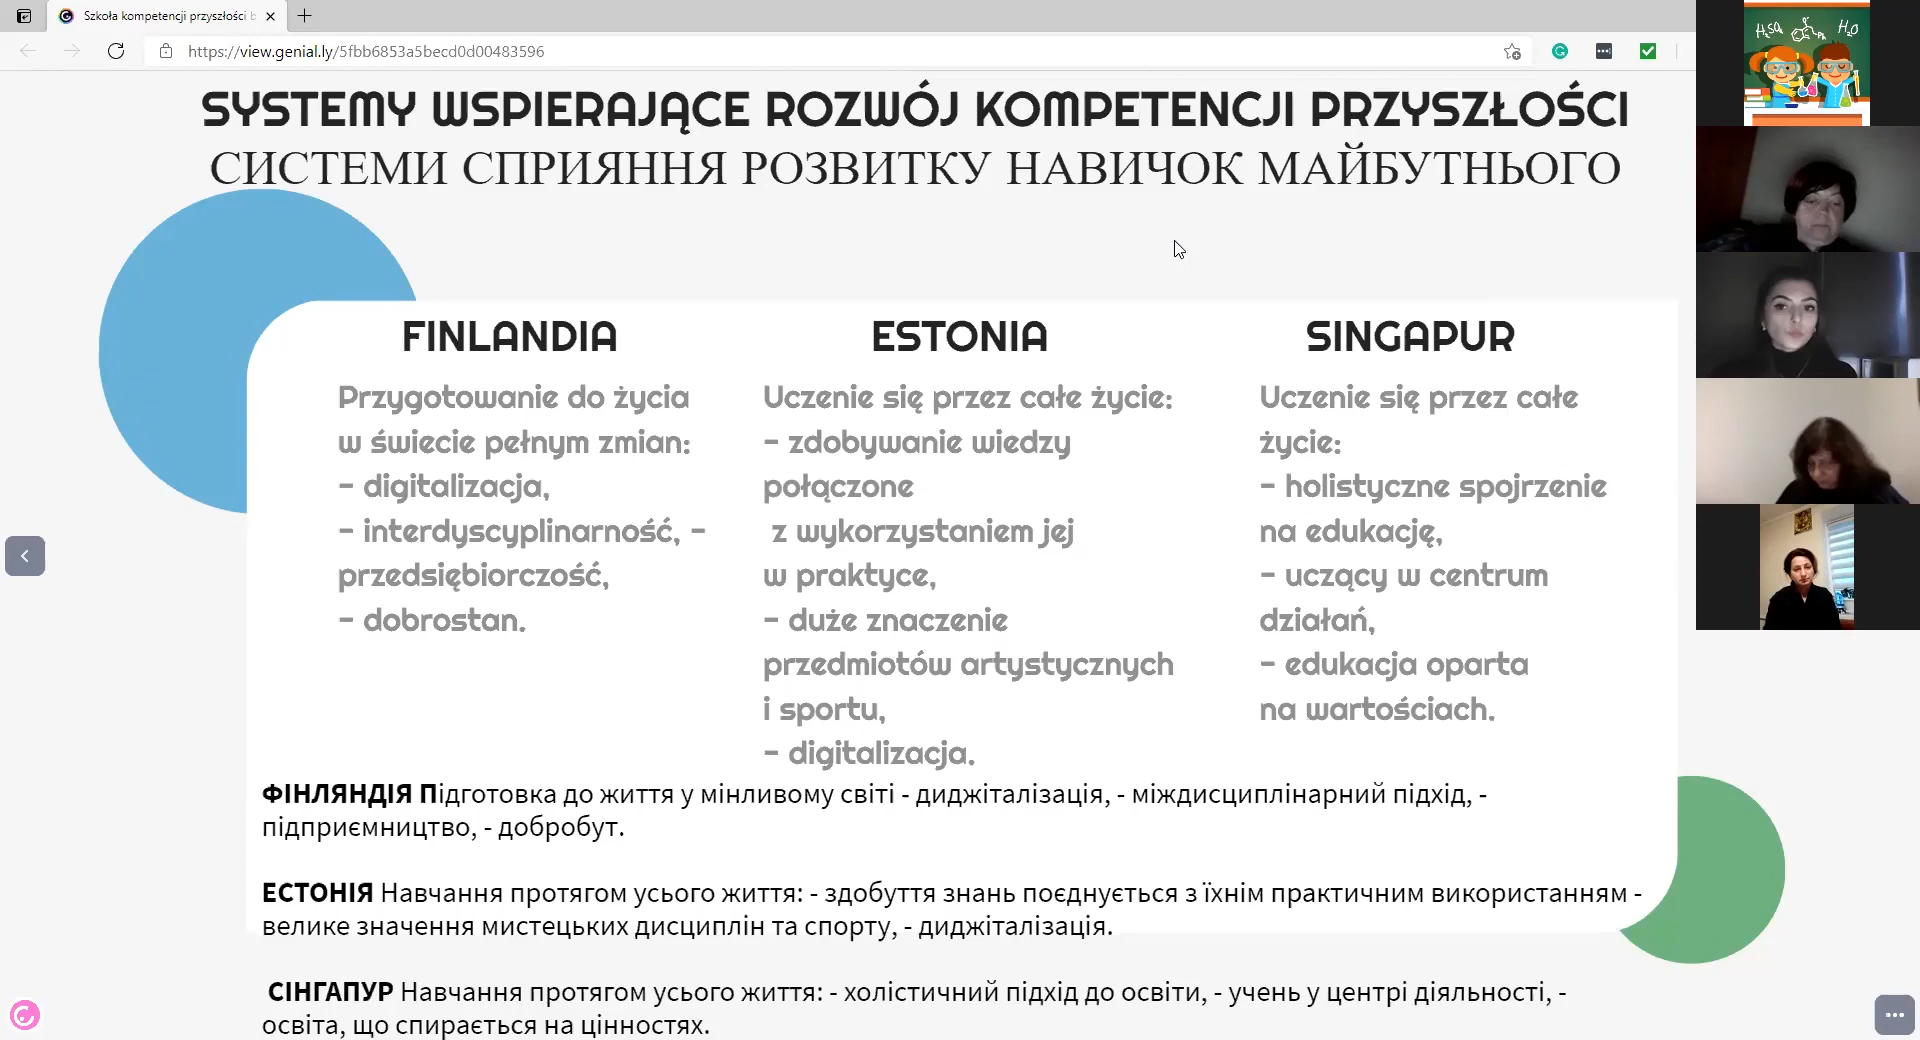 Szkoła kompetencji przyszłości
https://view.genial.ly/5fbb6853a5becd0d00483596
SYSTEMY WSPIERAJĄCE ROZWÓJ KOMPETENCJI PRZYSZŁOŚCI
СИСТЕМИ СПРИЯННЯ РОЗВИТКУ НАВИЧОК МАЙБУТНЬОГО
FINLANDIA
Przygotowanie do życia
w świecie pełnym zmian:
- digitalizacja,
- interdyscyplinarność, -
przedsiębiorczość,
- dobrostan.
ESTONIA
Uczenie się przez całe życie:
- zdobywanie wiedzy
połączone
z wykorzystaniem jej
w praktyce,
- duże znaczenie
przedmiotów artystycznych
i sportu,
- digitalizacja.
SINGAPUR
Uczenie się przez całe
życie:
- holistyczne spojrzenie
na edukację,
- uczący w centrum
działań,
- edukacja oparta
na wartościach.
ФІНЛЯНДІЯ Підготовка до життя у мінливому світі - диджіталізація, - міждисциплінарний підхід, -
підприємництво, - добробут.
ЕСТОНІЯ Навчання протягом усього життя: - здобуття знань поєднується з їхнім практичним використанням -
велике значення мистецьких дисциплін та спорту, - диджіталізація.
СІНГАПУР Навчання протягом усього життя: - холістичний підхід до освіти, - учень у центрі діяльності, -
освіта, що спирається на цінностях.
H₂SO₄
H₂O